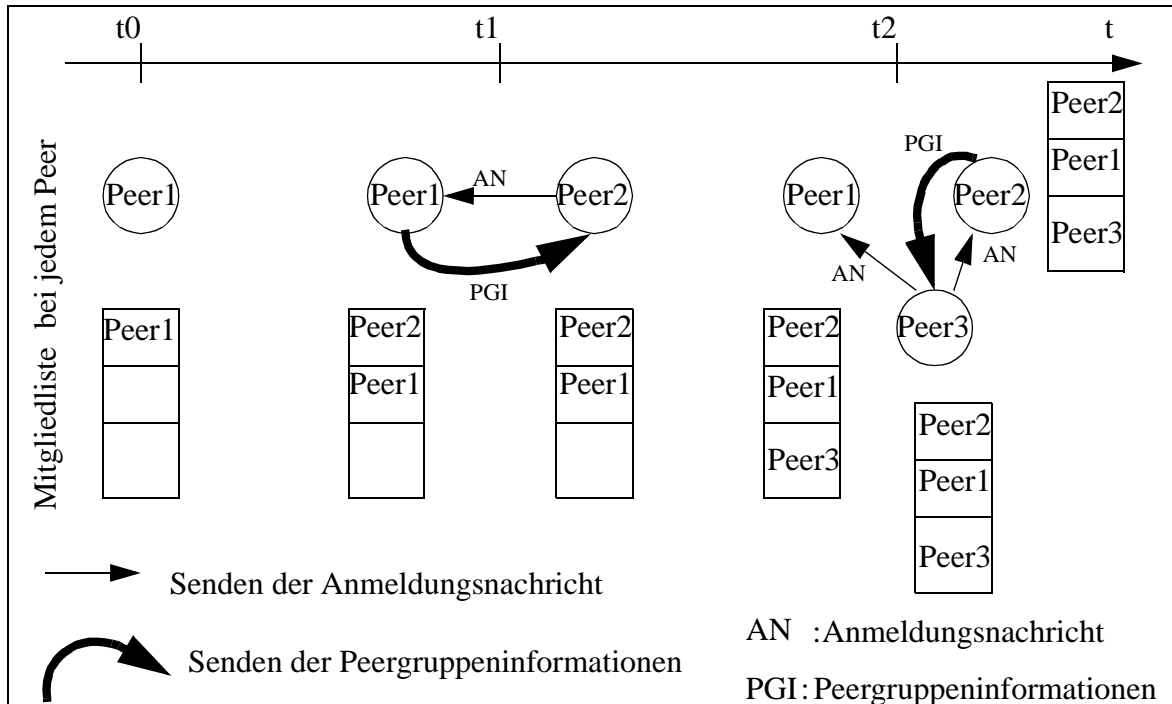 t0 t1 t2 t
Mitgliedliste bei jedem Peer
Peer1
Peer1
Peer1 AN Peer2
PGI
Peer2
Peer1
Peer2
Peer1
Peer1 PGI Peer2
AN AN
Peer3
Peer2
Peer1
Peer3
Peer2
Peer1
Peer3
Peer2
Peer1
Peer3
Senden der Anmeldungsnachricht
Senden der Peergruppeninformationen
AN :Anmeldungsnachricht
PGI:Peergruppeninformationen